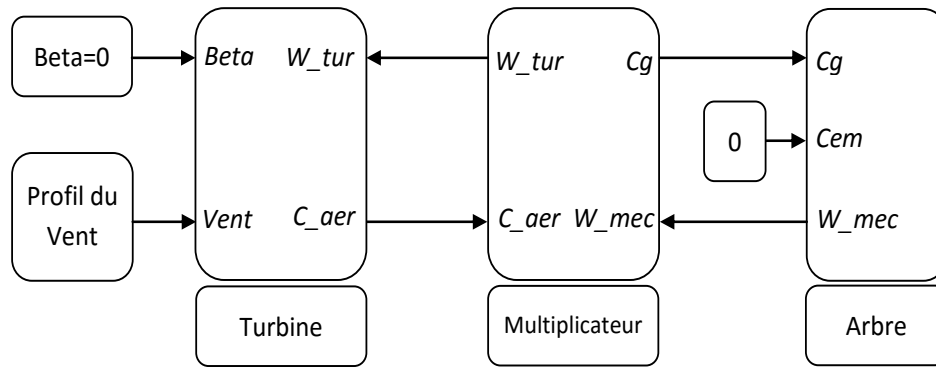 Beta=0
Beta
W_tur
W_tur
Cg
Cg
0
Cem
Profil du
Vent
Vent
C_aer
C_aer
W_mec
W_mec
Turbine
Multiplicateur
Arbre